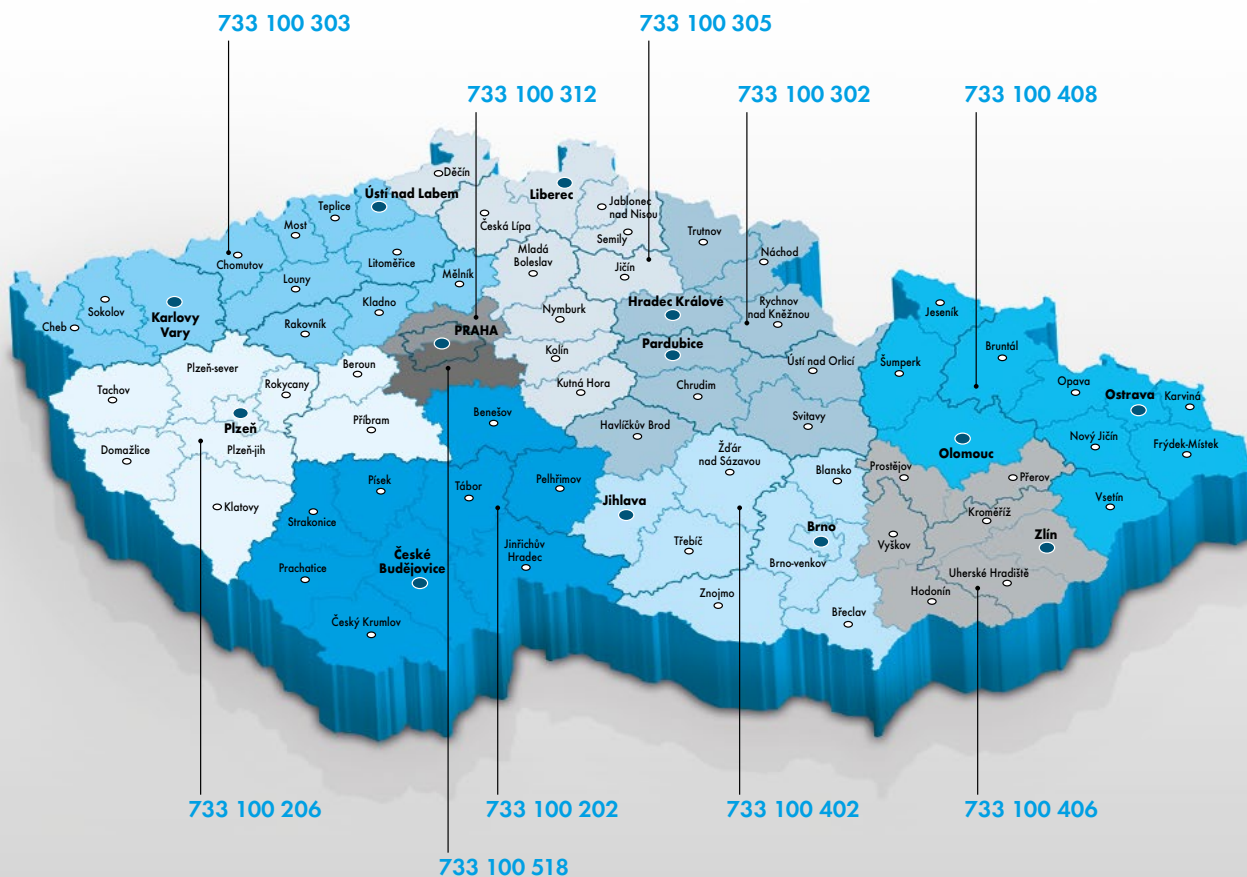 733 100 303
733 100 305
733 100 312
733 100 302
733 100 408
Děčín
Ústí nad Labem
Liberec
Teplice
Jablonec
nad Nisou
Most
Česká Lípa
Trutnov
Semily
Náchod
Chomutov
Litoměřice
Mladá
Boleslav
Jičín
Louny
Mělník
Sokolov
Karlovy
Vary
Cheb
Kladno
Nymburk
Hradec Králové
Rychnov
nad Kněžnou
Jeseník
Rakovník
PRAHA
Pardubice
Kolín
Beroun
Plzeň-sever
Rokycany
Tachov
Kutná Hora
Chrudim
Ústí nad Orlicí
Šumperk
Bruntál
Opava
Ostrava
Karviná
Benešov
Příbram
Plzeň
Plzeň-jih
Domažlice
Havlíčkův Brod
Svitavy
Olomouc
Nový Jičín
Frýdek-Místek
Žďár
nad Sázavou
Blansko
Prostějov
Přerov
Písek
Tábor
Pelhřimov
Klatovy
Strakonice
Jihlava
Vsetín
Kroměříž
Brno
Zlín
Vyškov
Třebíč
Jinřichův
Hradec
České
Budějovice
Prachatice
Brno-venkov
Uherské Hradiště
Hodonín
Znojmo
Břeclav
Český Krumlov
733 100 206
733 100 202
733 100 402
733 100 406
733 100 518